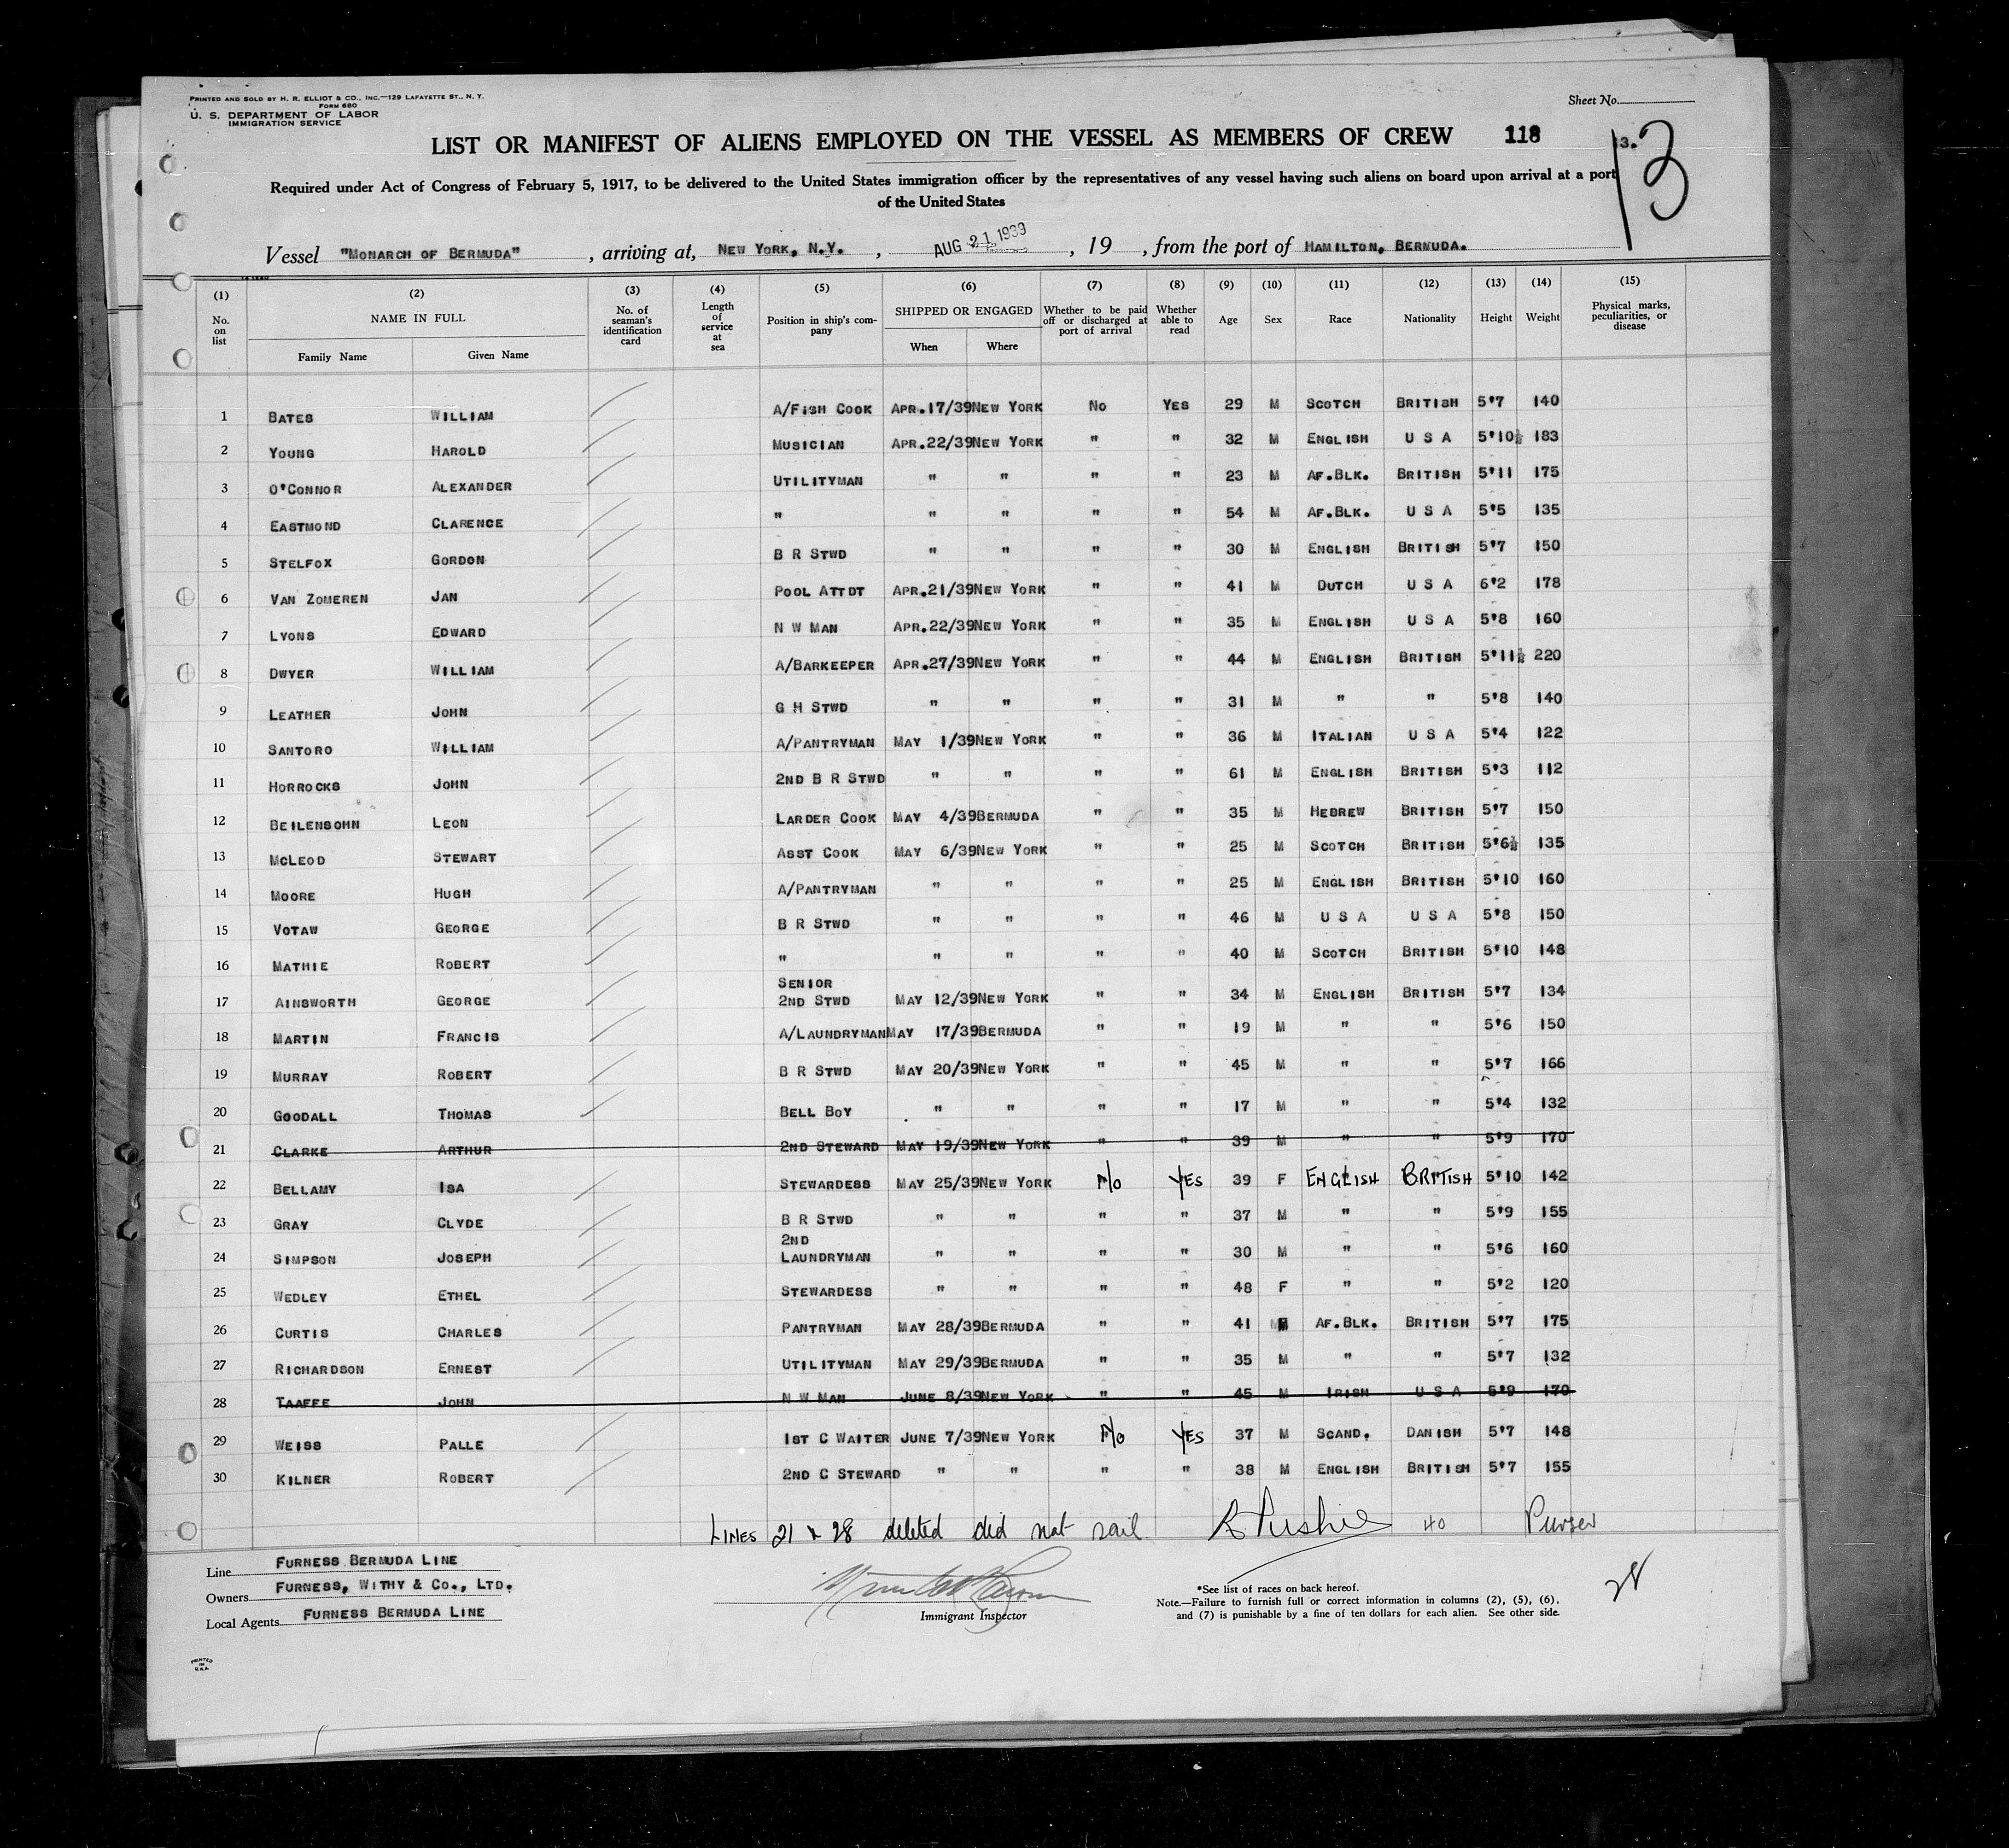 PRINTED AND SOLD BY H. R. ELLIOT & CO., INC.—129 LAFAYETTE ST., N. Y.
FORM 680
U. S. DEPARTMENT OF LABOR
IMMIGRATION SERVICE
Sheet No.
LIST OR MANIFEST OF ALIENS EMPLOYED ON THE VESSEL AS MEMBERS OF CREW 118 13
Required under Act of Congress of February 5, 1917, to be delivered to the United States immigration officer by the representatives of any vessel having such aliens on board upon arrival at a port
of the United States
Vessel "MONARCH OF BERMUDA", arriving at, NEW YORK, N.Y., AUG 21 1939, 19 , from the port of HAMILTON, BERMUDA.
(1) No. on list (2) NAME IN FULL Family Name Given Name (3) No. of seaman's identification card (4) Length of service at sea (5) Position in ship's company (6) SHIPPED OR ENGAGED When Where (7) Whether to be paid off or discharged at port of arrival (8) Whether able to read (9) Age (10) Sex (11) Race (12) Nationality (13) Height (14) Weight (15) Physical marks, peculiarities, or disease
1 BATES WILLIAM A/FISH COOK APR.17/39 NEW YORK NO YES 29 M SCOTCH BRITISH 5'7 140
2 YOUNG HAROLD MUSICIAN APR.22/39 NEW YORK " " 32 M ENGLISH U S A 5'10½ 183
3 O'CONNOR ALEXANDER UTILITYMAN " " " " 23 M AF.BLK. BRITISH 5'11 175
4 EASTMOND CLARENCE " " " " " 54 M AF.BLK. U S A 5'5 135
5 STELFOX GORDON B R STWD " " " " 30 M ENGLISH BRITISH 5'7 150
6 VAN ZOMEREN JAN POOL ATTDT APR.21/39 NEW YORK " " 41 M DUTCH U S A 6'2 178
7 LYONS EDWARD N W MAN APR.22/39 NEW YORK " " 35 M ENGLISH U S A 5'8 160
8 DWYER WILLIAM A/BARKEEPER APR.27/39 NEW YORK " " 44 M ENGLISH BRITISH 5'11½ 220
9 LEATHER JOHN G H STWD " " " " 31 M " " 5'8 140
10 SANTORO WILLIAM A/PANTRYMAN MAY 1/39 NEW YORK " " 36 M ITALIAN U S A 5'4 122
11 HORROCKS JOHN 2ND B R STWD " " " " 61 M ENGLISH BRITISH 5'3 112
12 BEILENSOHN LEON LARDER COOK MAY 4/39 BERMUDA " " 35 M HEBREW BRITISH 5'7 150
13 MCLEOD STEWART ASST COOK MAY 6/39 NEW YORK " " 25 M SCOTCH BRITISH 5'6½ 135
14 MOORE HUGH A/PANTRYMAN " " " " 25 M ENGLISH BRITISH 5'10 160
15 VOTAW GEORGE B R STWD " " " " 46 M U S A U S A 5'8 150
16 MATHIE ROBERT " " " " " 40 M SCOTCH BRITISH 5'10 148
17 AINSWORTH GEORGE SENIOR 2ND STWD MAY 12/39 NEW YORK " " 34 M ENGLISH BRITISH 5'7 134
18 MARTIN FRANCIS A/LAUNDRYMAN MAY 17/39 BERMUDA " " 19 M " " 5'6 150
19 MURRAY ROBERT B R STWD MAY 20/39 NEW YORK " " 45 M " " 5'7 166
20 GOODALL THOMAS BELL BOY " " " " 17 M " " 5'4 132
21 CLARKE ARTHUR 2ND STEWARD MAY 19/39 NEW YORK " " 39 M " " 5'9 170
22 BELLAMY ISA STEWARDESS MAY 25/39 NEW YORK No YES 39 F ENGLISH BRITISH 5'10 142
23 GRAY CLYDE B R STWD " " " " 37 M " " 5'9 155
24 SIMPSON JOSEPH 2ND LAUNDRYMAN " " " " 30 M " " 5'6 160
25 WEDLEY ETHEL STEWARDESS " " " " 48 F " " 5'2 120
26 CURTIS CHARLES PANTRYMAN MAY 28/39 BERMUDA " " 41 M AF.BLK. BRITISH 5'7 175
27 RICHARDSON ERNEST UTILITYMAN MAY 29/39 BERMUDA " " 35 M " " 5'7 132
28 TAAFFE JOHN N W MAN JUNE 8/39 NEW YORK " " 45 M IRISH U S A 5'9 170
29 WEISS PALLE 1ST C WAITER JUNE 7/39 NEW YORK No YES 37 M SCAND. DANISH 5'7 148
30 KILNER ROBERT 2ND C STEWARD " " " " 38 M ENGLISH BRITISH 5'7 155
LINES 21 & 28 deleted did not sail 40 Purser
Line FURNESS BERMUDA LINE
Owners FURNESS, WITHY & CO., LTD.
Local Agents FURNESS BERMUDA LINE
Immigrant Inspector
*See list of races on back hereof.
Note.—Failure to furnish full or correct information in columns (2), (5), (6),
and (7) is punishable by a fine of ten dollars for each alien. See other side.
28
PRINTED
IN
U.S.A.